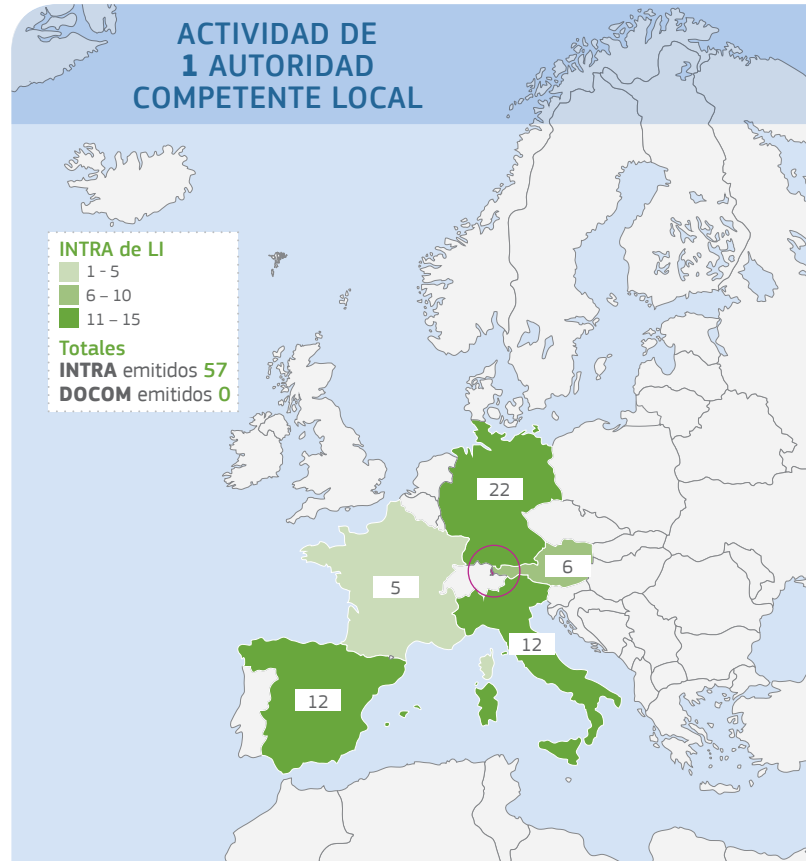 ACTIVIDAD DE
1 AUTORIDAD
COMPETENTE LOCAL
INTRA de LI
1 - 5
6 – 10
11 – 15
Totales
INTRA emitidos 57
DOCOM emitidos 0
22
6
5
12
12